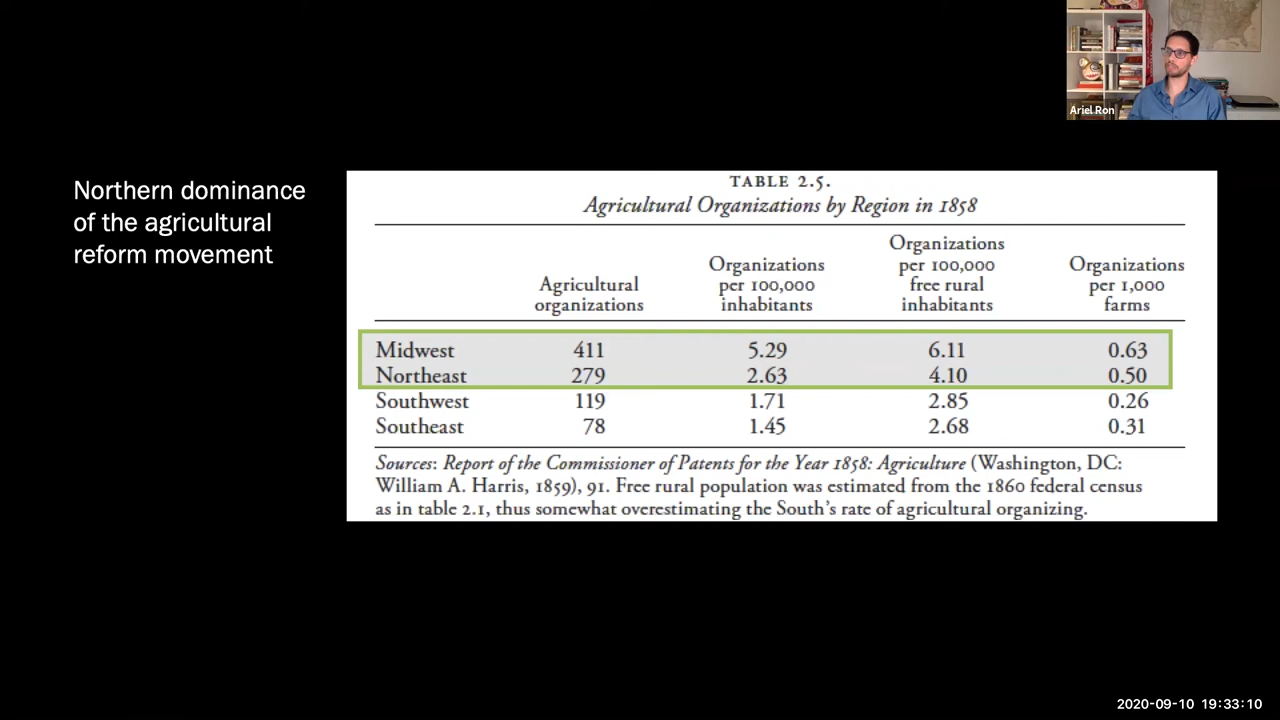 Ariel Ron
Northern dominance
of the agricultural
reform movement
TABLE 2.5.
Agricultural Organizations by Region in 1858
Agricultural organizations	Organizations per 100,000 inhabitants	Organizations per 100,000 free rural inhabitants	Organizations per 1,000 farms
Midwest	411	5.29	6.11	0.63
Northeast	279	2.63	4.10	0.50
Southwest	119	1.71	2.85	0.26
Southeast	78	1.45	2.68	0.31
Sources: Report of the Commissioner of Patents for the Year 1858: Agriculture (Washington, DC:
William A. Harris, 1859), 91. Free rural population was estimated from the 1860 federal census
as in table 2.1, thus somewhat overestimating the South's rate of agricultural organizing.
2020-09-10 19:33:10